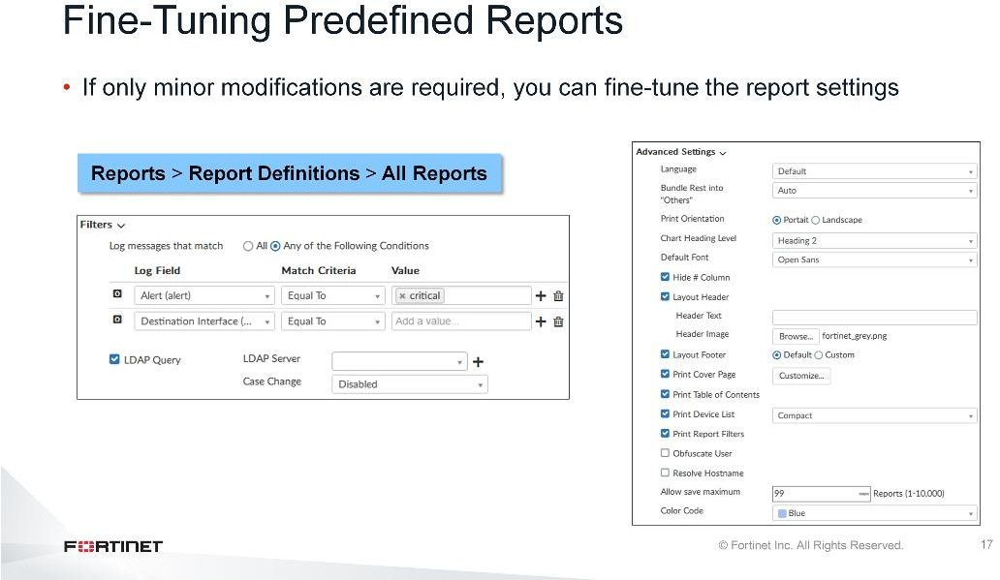 Fine-Tuning Predefined Reports
• If only minor modifications are required, you can fine-tune the report settings
Reports > Report Definitions > All Reports
Filters
Log messages that match All Any of the Following Conditions
Log Field Match Criteria Value
Alert (alert) Equal To × critical
Destination Interface (... Equal To Add a value...
LDAP Query LDAP Server
Case Change Disabled
Advanced Settings
Language Default
Bundle Rest into Auto
"Others"
Print Orientation Portait Landscape
Chart Heading Level Heading 2
Default Font Open Sans
Hide # Column
Layout Header
Header Text
Header Image Browse... fortinet_grey.png
Layout Footer Default Custom
Print Cover Page Customize...
Print Table of Contents
Print Device List Compact
Print Report Filters
Obfuscate User
Resolve Hostname
Allow save maximum 99 Reports (1-10,000)
Color Code Blue
FORTINET
© Fortinet Inc. All Rights Reserved. 17